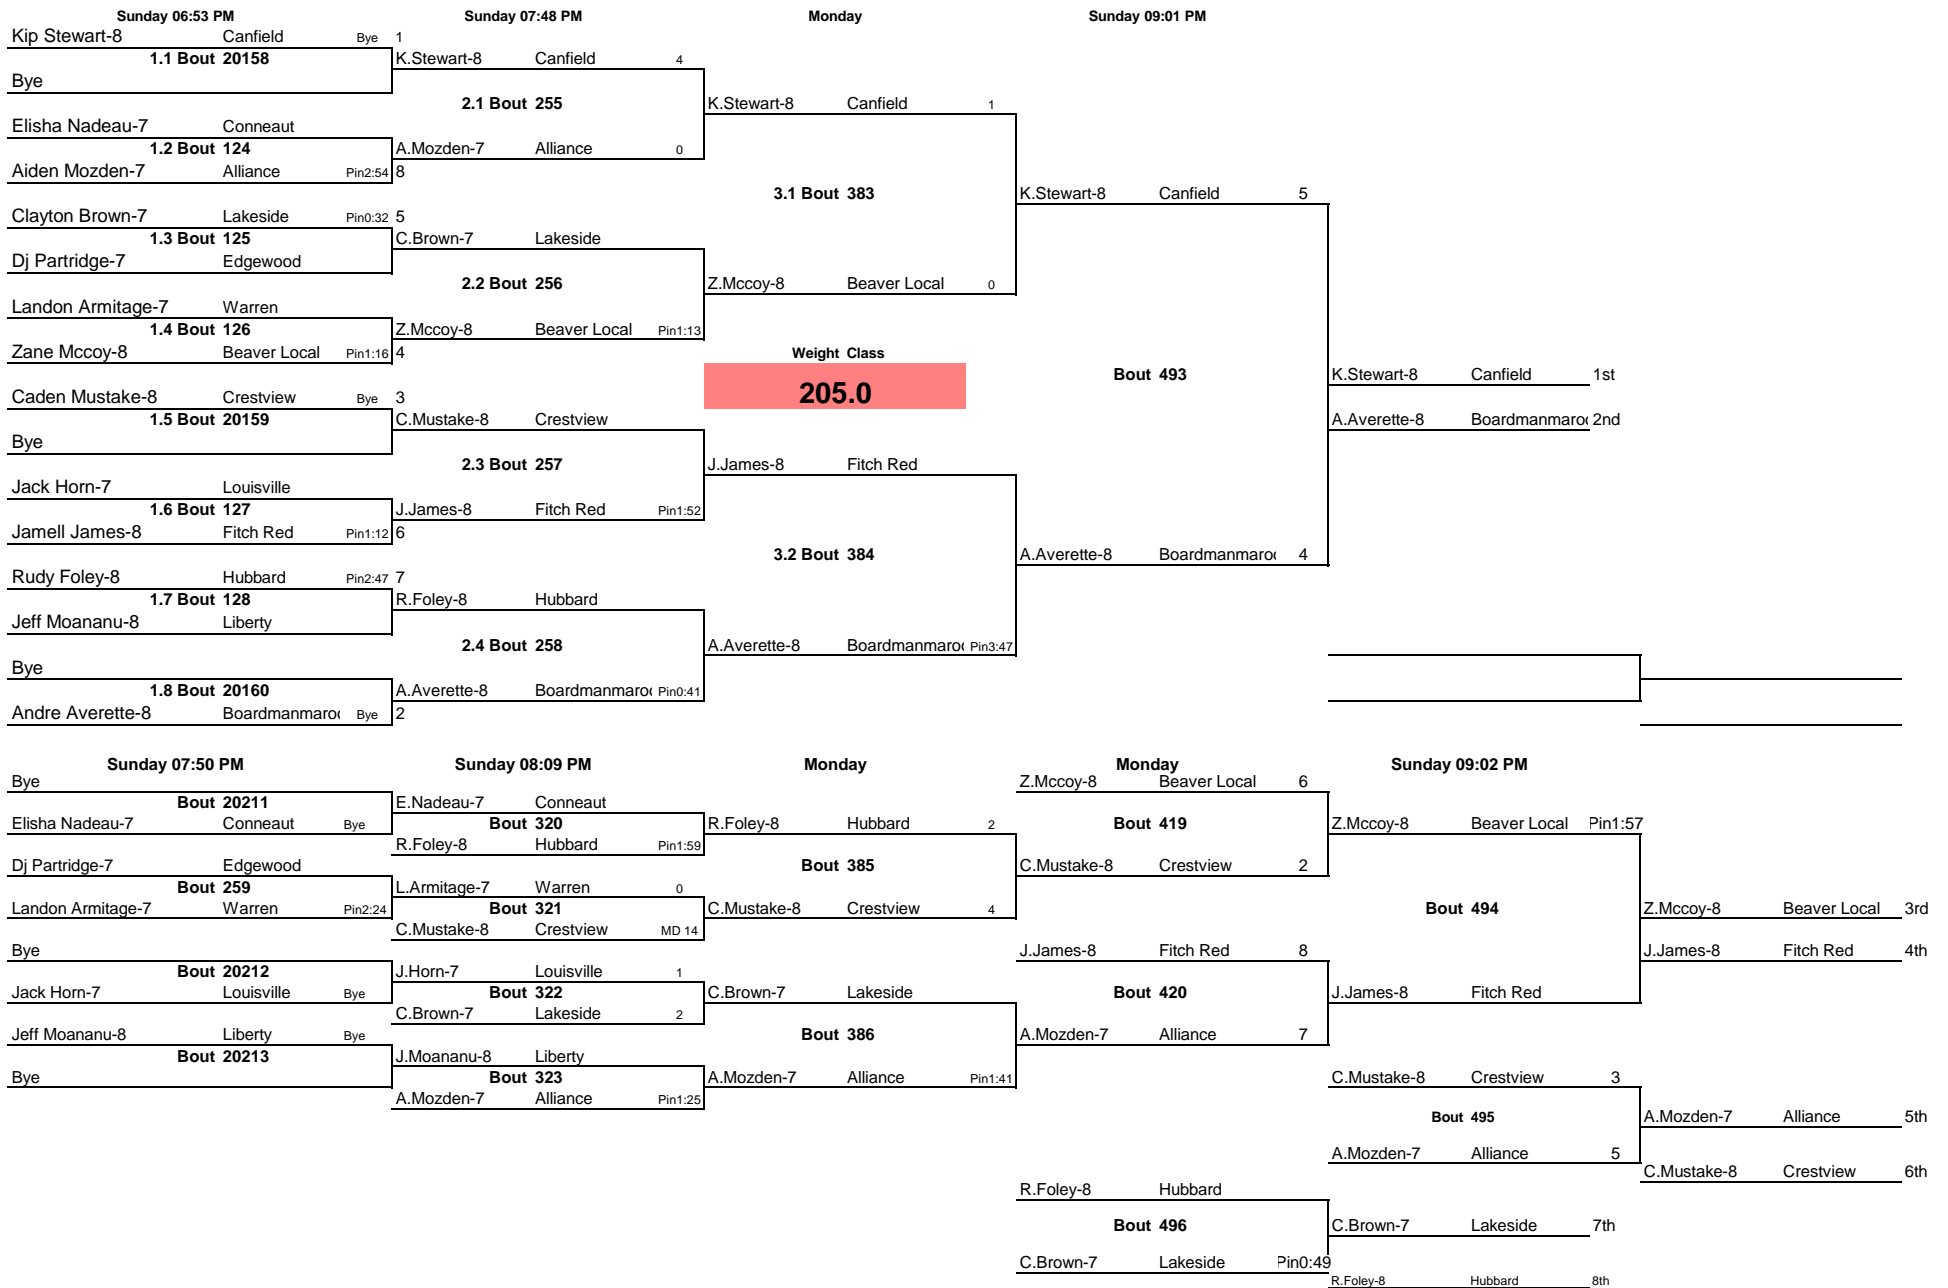 Sunday 06:53 PM Sunday 07:48 PM Monday Sunday 09:01 PM
Kip Stewart-8 Canfield Bye 1
1.1 Bout 20158 K.Stewart-8 Canfield 4
Bye
2.1 Bout 255 K.Stewart-8 Canfield 1
Elisha Nadeau-7 Conneaut
1.2 Bout 124 A.Mozden-7 Alliance 0
Aiden Mozden-7 Alliance Pin2:54 8
3.1 Bout 383 K.Stewart-8 Canfield 5
Clayton Brown-7 Lakeside Pin0:32 5
1.3 Bout 125 C.Brown-7 Lakeside
Dj Partridge-7 Edgewood
2.2 Bout 256 Z.Mccoy-8 Beaver Local 0
Landon Armitage-7 Warren
1.4 Bout 126 Z.Mccoy-8 Beaver Local Pin1:13
Zane Mccoy-8 Beaver Local Pin1:16 4
Weight Class
Bout 493 K.Stewart-8 Canfield 1st
205.0
Caden Mustake-8 Crestview Bye 3
1.5 Bout 20159 C.Mustake-8 Crestview A.Averette-8 Boardmanmaroo 2nd
Bye
2.3 Bout 257 J.James-8 Fitch Red
Jack Horn-7 Louisville
1.6 Bout 127 J.James-8 Fitch Red Pin1:52
Jamell James-8 Fitch Red Pin1:12 6
3.2 Bout 384 A.Averette-8 Boardmanmaroo 4
Rudy Foley-8 Hubbard Pin2:47 7
1.7 Bout 128 R.Foley-8 Hubbard
Jeff Moananu-8 Liberty
2.4 Bout 258 A.Averette-8 Boardmanmaroo Pin3:47
Bye
1.8 Bout 20160 A.Averette-8 Boardmanmaroo Pin0:41
Andre Averette-8 Boardmanmaroo Bye 2
Sunday 07:50 PM Sunday 08:09 PM Monday Monday Sunday 09:02 PM
Bye Z.Mccoy-8 Beaver Local 6
Bout 20211 E.Nadeau-7 Conneaut
Elisha Nadeau-7 Conneaut Bye Bout 320 R.Foley-8 Hubbard 2 Bout 419 Z.Mccoy-8 Beaver Local Pin1:57
R.Foley-8 Hubbard Pin1:59
Dj Partridge-7 Edgewood Bout 385 C.Mustake-8 Crestview 2
Bout 259 L.Armitage-7 Warren 0
Landon Armitage-7 Warren Pin2:24 Bout 321 C.Mustake-8 Crestview 4 Bout 494 Z.Mccoy-8 Beaver Local 3rd
C.Mustake-8 Crestview MD 14
Bye J.James-8 Fitch Red 8 J.James-8 Fitch Red 4th
Bout 20212 J.Horn-7 Louisville 1
Jack Horn-7 Louisville Bye Bout 322 C.Brown-7 Lakeside Bout 420 J.James-8 Fitch Red
C.Brown-7 Lakeside 2
Jeff Moananu-8 Liberty Bye Bout 386 A.Mozden-7 Alliance 7
Bout 20213 J.Moananu-8 Liberty
Bye Bout 323 A.Mozden-7 Alliance Pin1:41 C.Mustake-8 Crestview 3
A.Mozden-7 Alliance Pin1:25
Bout 495 A.Mozden-7 Alliance 5th
A.Mozden-7 Alliance 5
C.Mustake-8 Crestview 6th
R.Foley-8 Hubbard
Bout 496 C.Brown-7 Lakeside 7th
C.Brown-7 Lakeside Pin0:49
R.Foley-8 Hubbard 8th